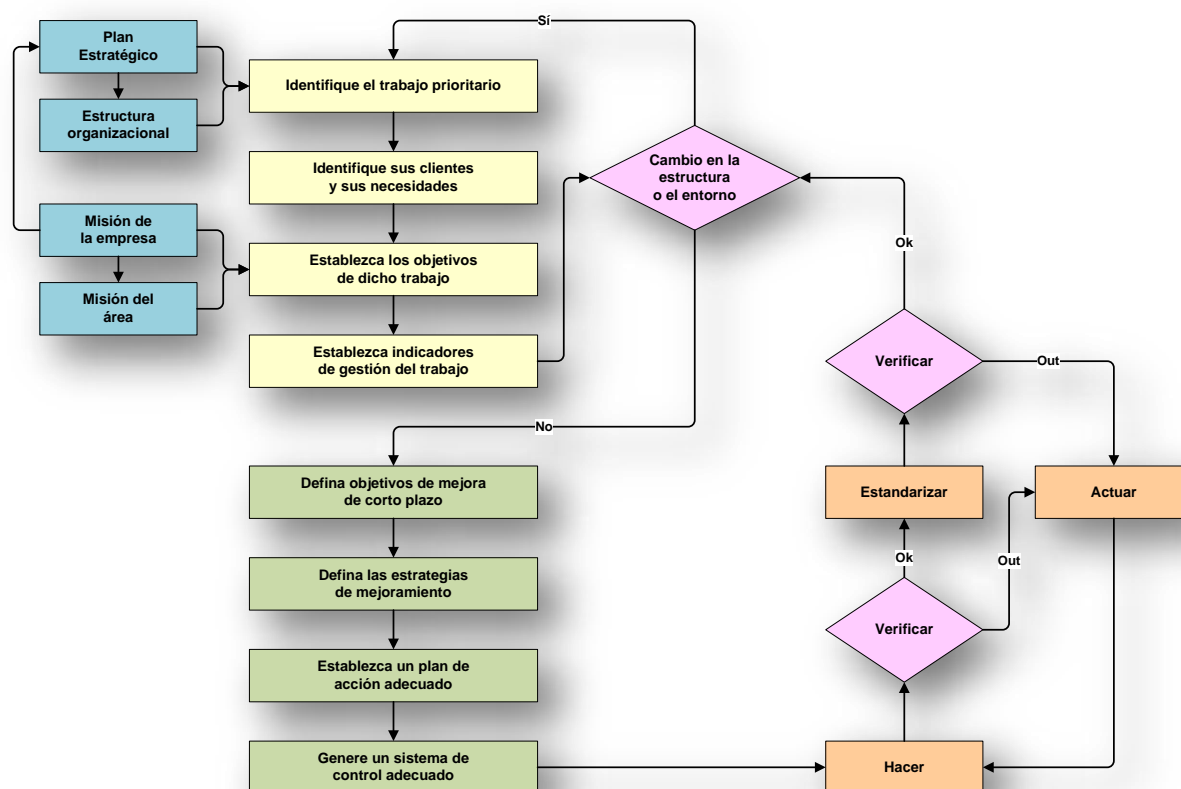 Plan
Estratégico
Estructura
organizacional
Misión de
la empresa
Misión del
área
Identifique el trabajo prioritario
Identifique sus clientes
y sus necesidades
Establezca los objetivos
de dicho trabajo
Establezca indicadores
de gestión del trabajo
Sí
Cambio en la
estructura
o el entorno
No
Defina objetivos de mejora
de corto plazo
Defina las estrategias
de mejoramiento
Establezca un plan de
acción adecuado
Genere un sistema de
control adecuado
Ok
Verificar
Out
Estandarizar
Actuar
Ok
Out
Verificar
Hacer